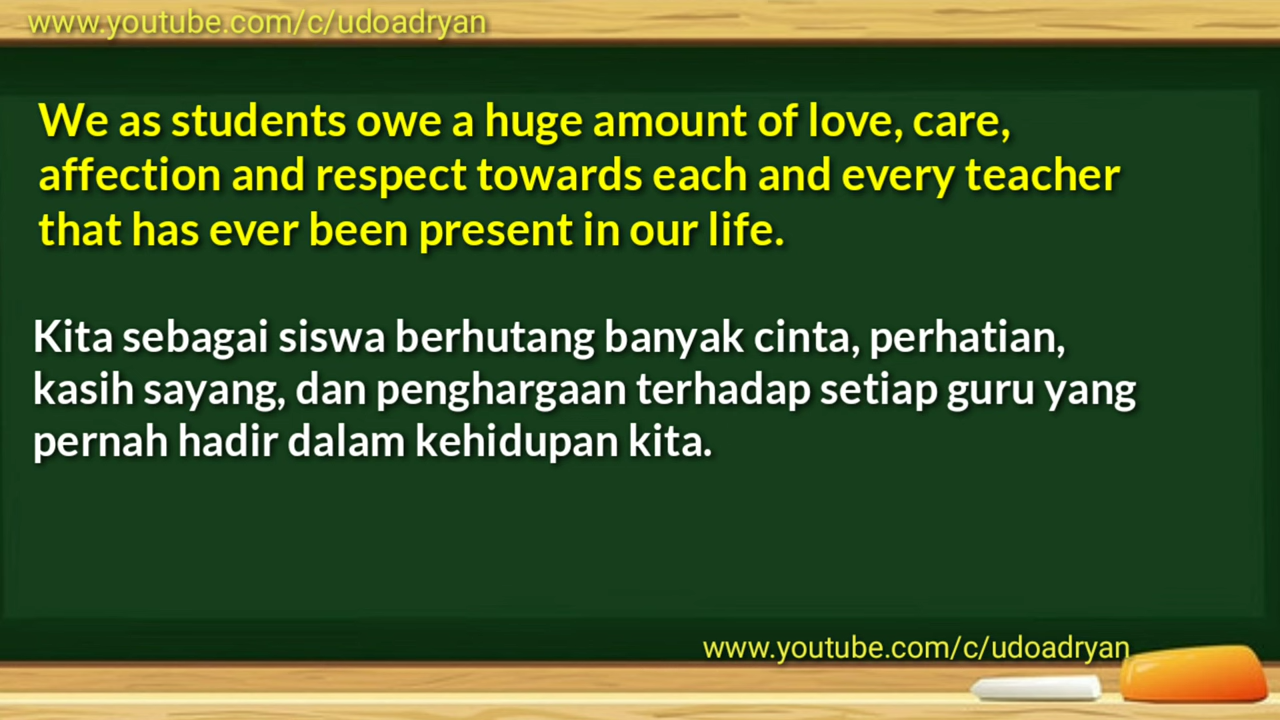 www.youtube.com/c/udoadryan
We as students owe a huge amount of love, care,
affection and respect towards each and every teacher
that has ever been present in our life.
Kita sebagai siswa berhutang banyak cinta, perhatian,
kasih sayang, dan penghargaan terhadap setiap guru yang
pernah hadir dalam kehidupan kita.
www.youtube.com/c/udoadryan